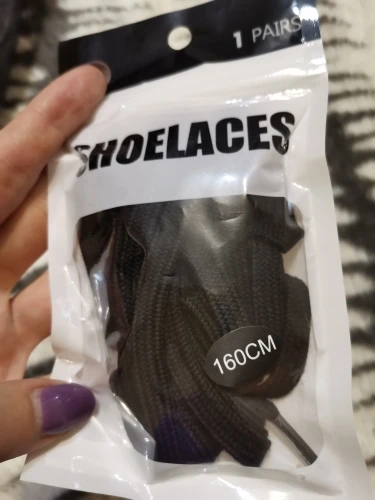 1 PAIRS
SHOELACES
160CM